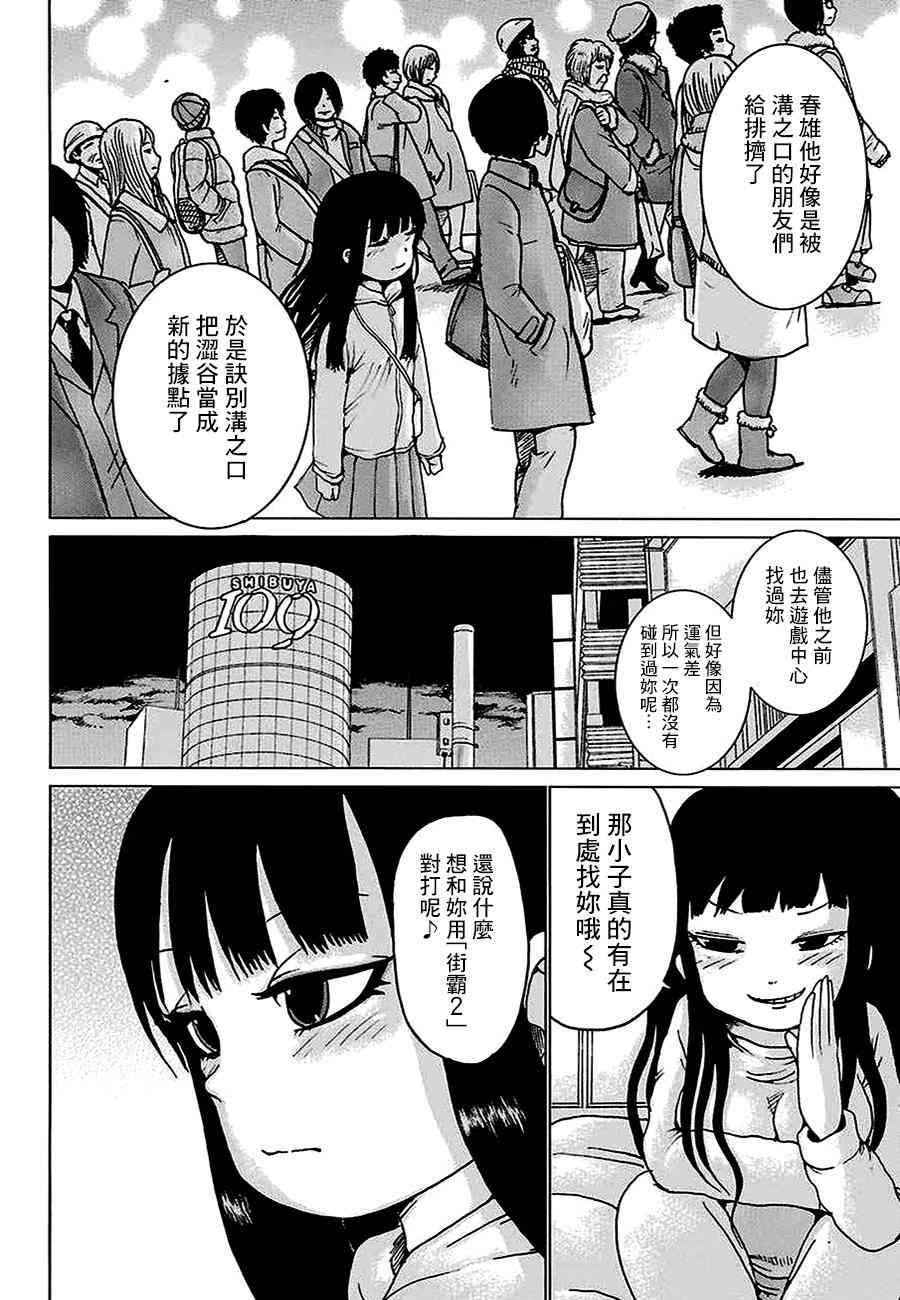 春雄他好像是被
溝之口的朋友們
給排擠了
於是訣別溝之口
把澀谷當成
新的據點了
儘管他之前
也去遊戲中心
找過妳
但好像因為
運氣差
所以一次都沒有
碰到過妳呢…
SHIBUYA
109
那小子真的有在
到處找妳哦～
還說什麼
想和妳用「街霸2」
對打呢♪